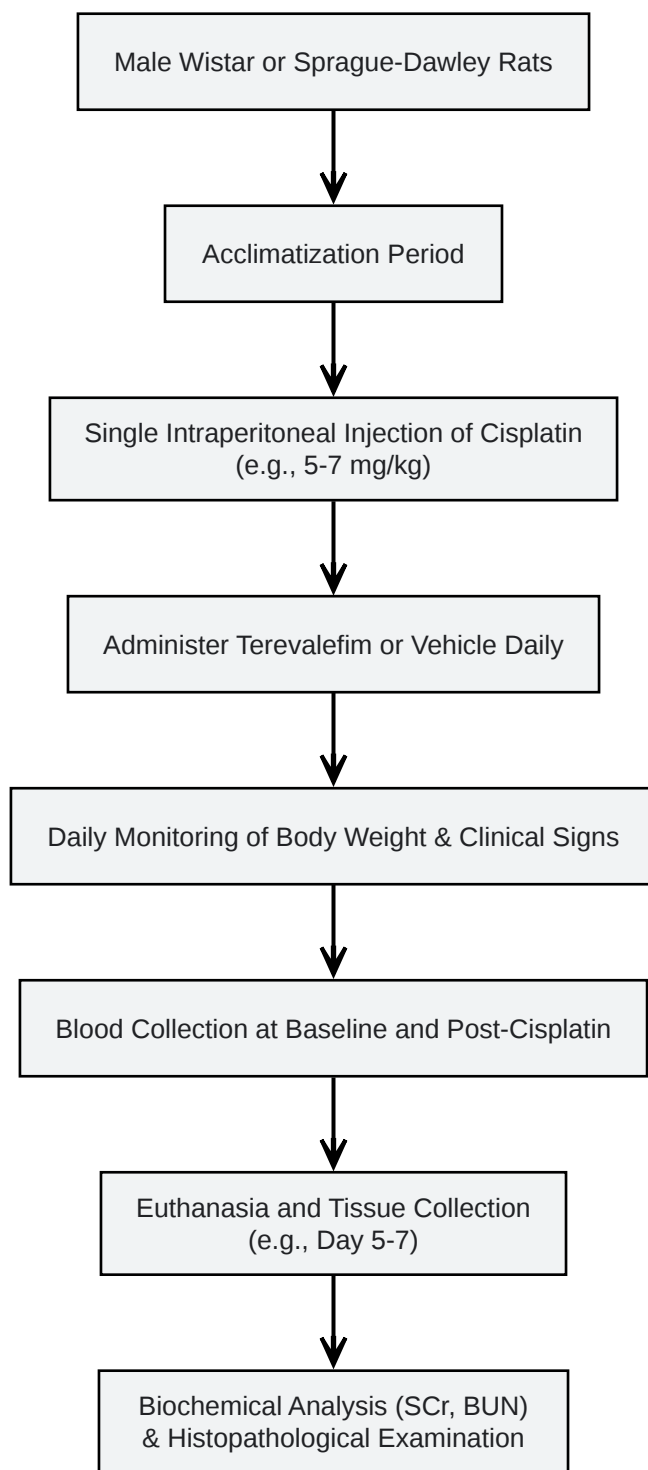 Male Wistar or Sprague-Dawley Rats
Acclimatization Period
Single Intraperitoneal Injection of Cisplatin
(e.g., 5-7 mg/kg)
Administer Terevalefim or Vehicle Daily
Daily Monitoring of Body Weight & Clinical Signs
Blood Collection at Baseline and Post-Cisplatin
Euthanasia and Tissue Collection
(e.g., Day 5-7)
Biochemical Analysis (SCr, BUN)
& Histopathological Examination